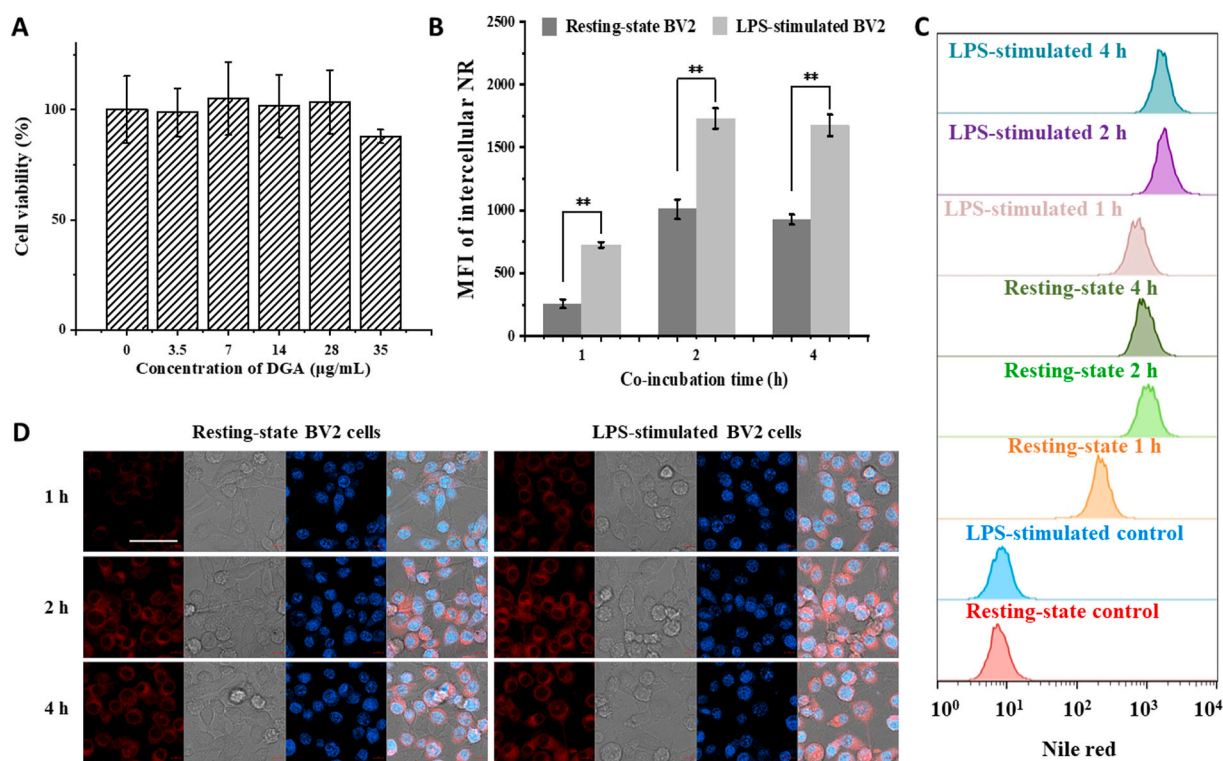 A
Cell viability (%)
100
50
0
0 3.5 7 14 28 35
Concentration of DGA (µg/mL)
B
Resting-state BV2 LPS-stimulated BV2
MFI of intercellular NR
2500
2000
1500
1000
500
0
**
**
**
1 2 4
Co-incubation time (h)
C
LPS-stimulated 4 h
LPS-stimulated 2 h
LPS-stimulated 1 h
Resting-state 4 h
Resting-state 2 h
Resting-state 1 h
LPS-stimulated control
Resting-state control
10⁰ 10¹ 10² 10³ 10⁴
Nile red
D
Resting-state BV2 cells LPS-stimulated BV2 cells
1 h
2 h
4 h